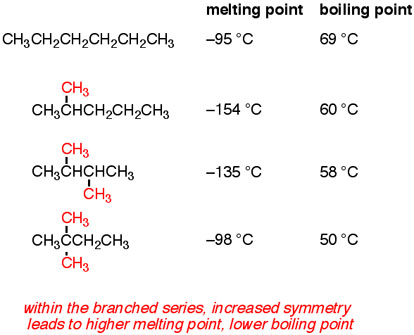 melting point boiling point
CH₃CH₂CH₂CH₂CH₂CH₃ –95 °C 69 °C
CH₃
CH₃CHCH₂CH₂CH₃ –154 °C 60 °C
CH₃
CH₃CHCHCH₃ –135 °C 58 °C
CH₃
CH₃
CH₃CCH₂CH₃ –98 °C 50 °C
CH₃
within the branched series, increased symmetry
leads to higher melting point, lower boiling point